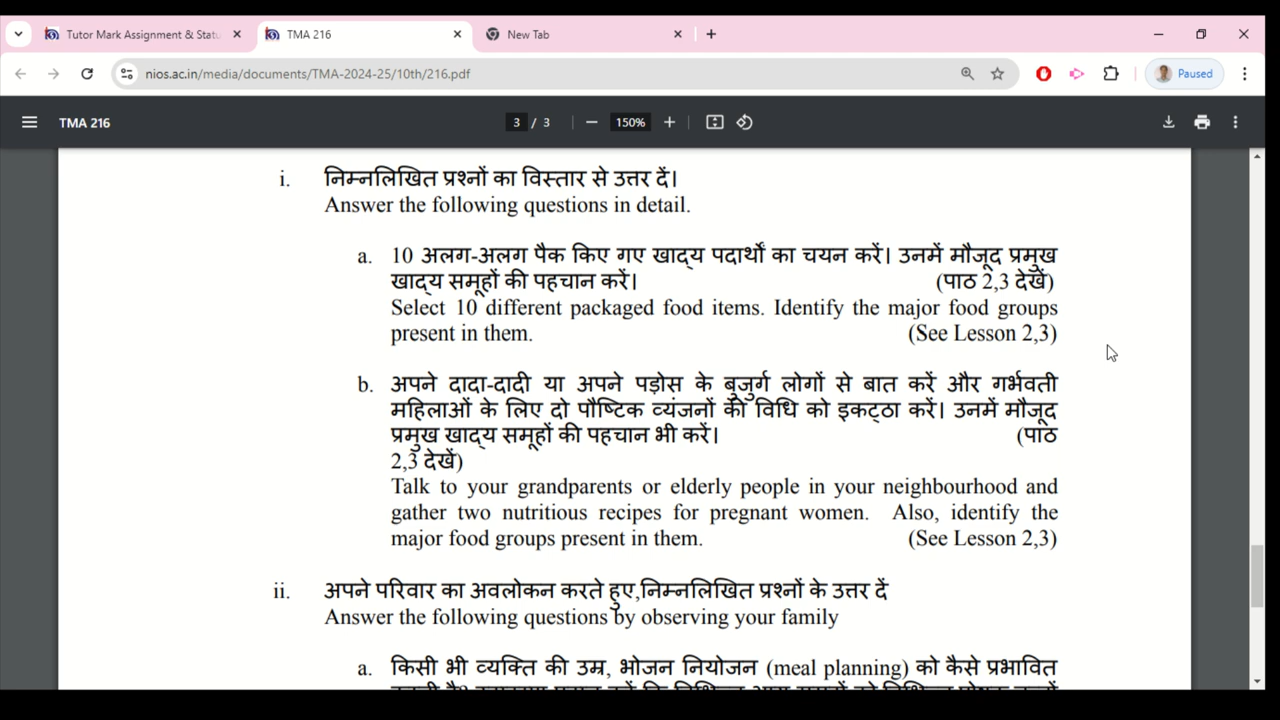 Tutor Mark Assignment & Statu
TMA 216
New Tab
nios.ac.in/media/documents/TMA-2024-25/10th/216.pdf
Paused
TMA 216
3 / 3
150%
i. निम्नलिखित प्रश्नों का विस्तार से उत्तर दें।
Answer the following questions in detail.
a. 10 अलग-अलग पैक किए गए खाद्य पदार्थों का चयन करें। उनमें मौजूद प्रमुख
खाद्य समूहों की पहचान करें। (पाठ 2,3 देखें)
Select 10 different packaged food items. Identify the major food groups
present in them. (See Lesson 2,3)
b. अपने दादा-दादी या अपने पड़ोस के बुजुर्ग लोगों से बात करें और गर्भवती
महिलाओं के लिए दो पौष्टिक व्यंजनों की विधि को इकट्ठा करें। उनमें मौजूद
प्रमुख खाद्य समूहों की पहचान भी करें। (पाठ
2,3 देखें)
Talk to your grandparents or elderly people in your neighbourhood and
gather two nutritious recipes for pregnant women. Also, identify the
major food groups present in them. (See Lesson 2,3)
ii. अपने परिवार का अवलोकन करते हुए,निम्नलिखित प्रश्नों के उत्तर दें
Answer the following questions by observing your family
a. किसी भी व्यक्ति की उम्र, भोजन नियोजन (meal planning) को कैसे प्रभावित